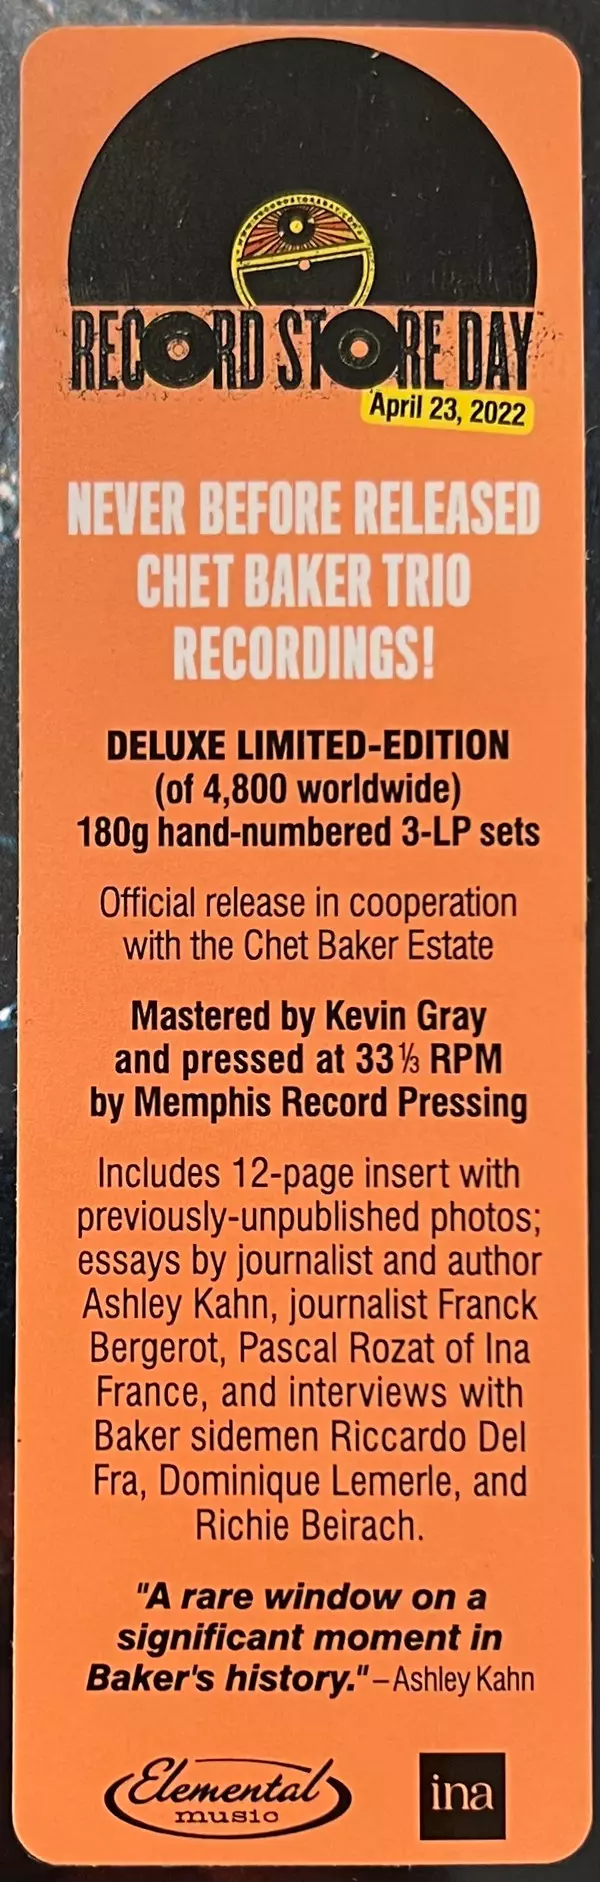 RECORD STORE DAY
April 23, 2022
NEVER BEFORE RELEASED
CHET BAKER TRIO
RECORDINGS!
DELUXE LIMITED-EDITION
(of 4,800 worldwide)
180g hand-numbered 3-LP sets
Official release in cooperation
with the Chet Baker Estate
Mastered by Kevin Gray
and pressed at 33⅓ RPM
by Memphis Record Pressing
Includes 12-page insert with
previously-unpublished photos;
essays by journalist and author
Ashley Kahn, journalist Franck
Bergerot, Pascal Rozat of Ina
France, and interviews with
Baker sidemen Riccardo Del
Fra, Dominique Lemerle, and
Richie Beirach.
"A rare window on a
significant moment in
Baker's history." – Ashley Kahn
Elemental
music
ina